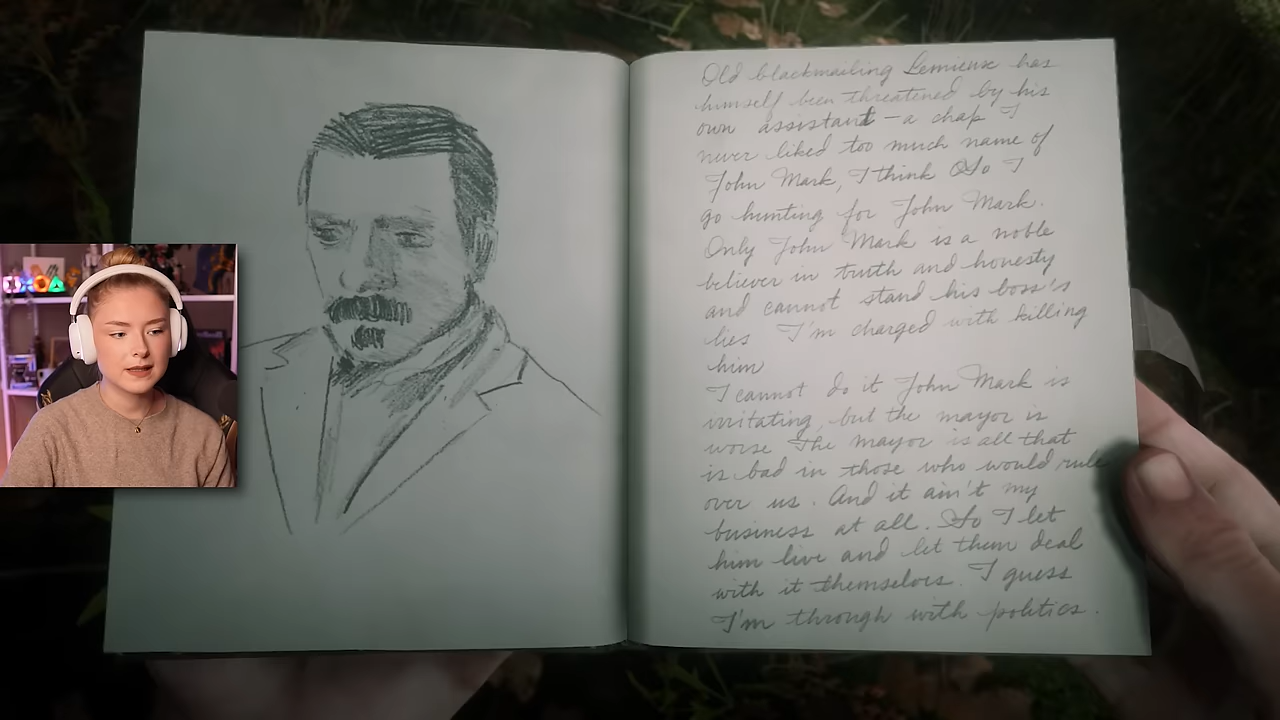 Old blackmailing Lemieux has
himself been threatened by his
own assistant – a chap I
never liked too much name of
John Mark, I think So I
go hunting for John Mark.
Only John Mark is a noble
believer in truth and honesty
and cannot stand his boss's
lies I'm charged with killing
him
I cannot do it John Mark is
irritating, but the mayor is
worse The mayor is all that
is bad in those who would rule
over us. And it ain't my
business at all. So I let
him live and let them deal
with it themselves. I guess
I'm through with politics.